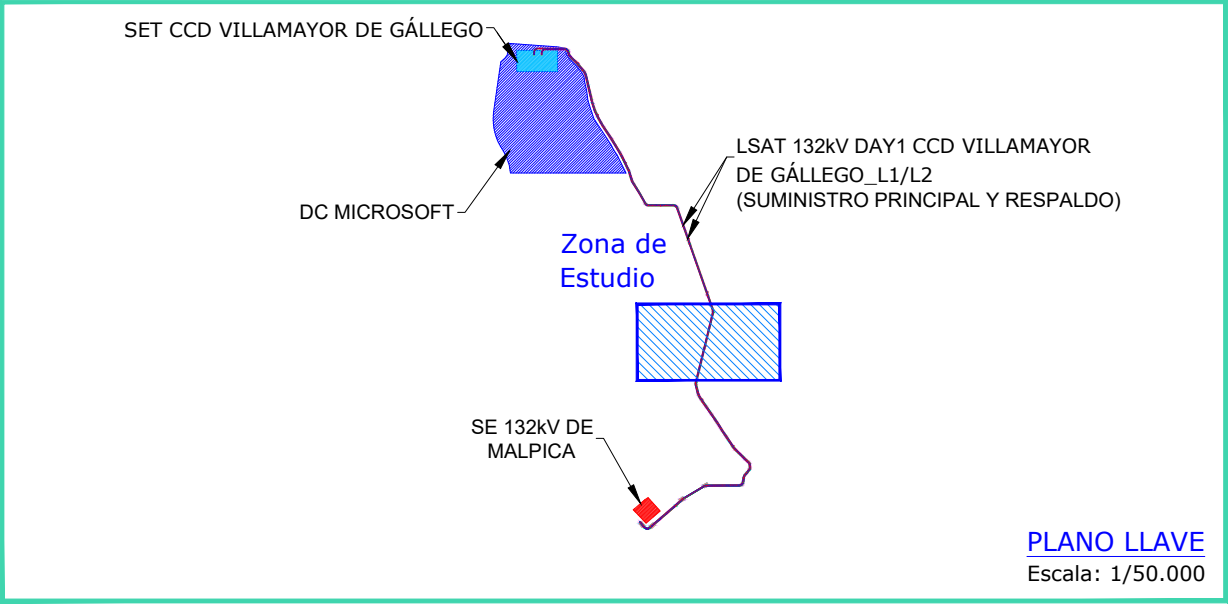 SET CCD VILLAMAYOR DE GÁLLEGO
LSAT 132kV DAY1 CCD VILLAMAYOR
DE GÁLLEGO_L1/L2
(SUMINISTRO PRINCIPAL Y RESPALDO)
DC MICROSOFT
Zona de
Estudio
SE 132kV DE
MALPICA
PLANO LLAVE
Escala: 1/50.000